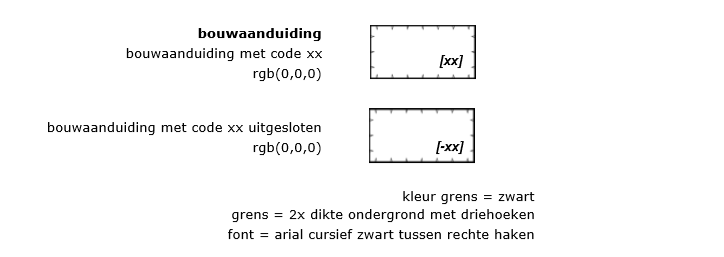 bouwaanduiding
bouwaanduiding met code xx
rgb(0,0,0)
[xx]
bouwaanduiding met code xx uitgesloten
rgb(0,0,0)
[-xx]
kleur grens = zwart
grens = 2x dikte ondergrond met driehoeken
font = arial cursief zwart tussen rechte haken